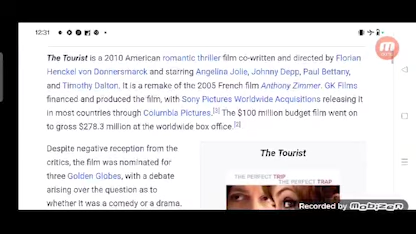 12:31
The Tourist is a 2010 American romantic thriller film co-written and directed by Florian
Henckel von Donnersmarck and starring Angelina Jolie, Johnny Depp, Paul Bettany,
and Timothy Dalton. It is a remake of the 2005 French film Anthony Zimmer. GK Films
financed and produced the film, with Sony Pictures Worldwide Acquisitions releasing it
in most countries through Columbia Pictures.[3] The $100 million budget film went on
to gross $278.3 million at the worldwide box office.[2]
Despite negative reception from the
critics, the film was nominated for
three Golden Globes, with a debate
arising over the question as to
whether it was a comedy or a drama.
The Tourist
THE PERFECT TRIP
THE PERFECT TRAP
Recorded by MOBIZEN